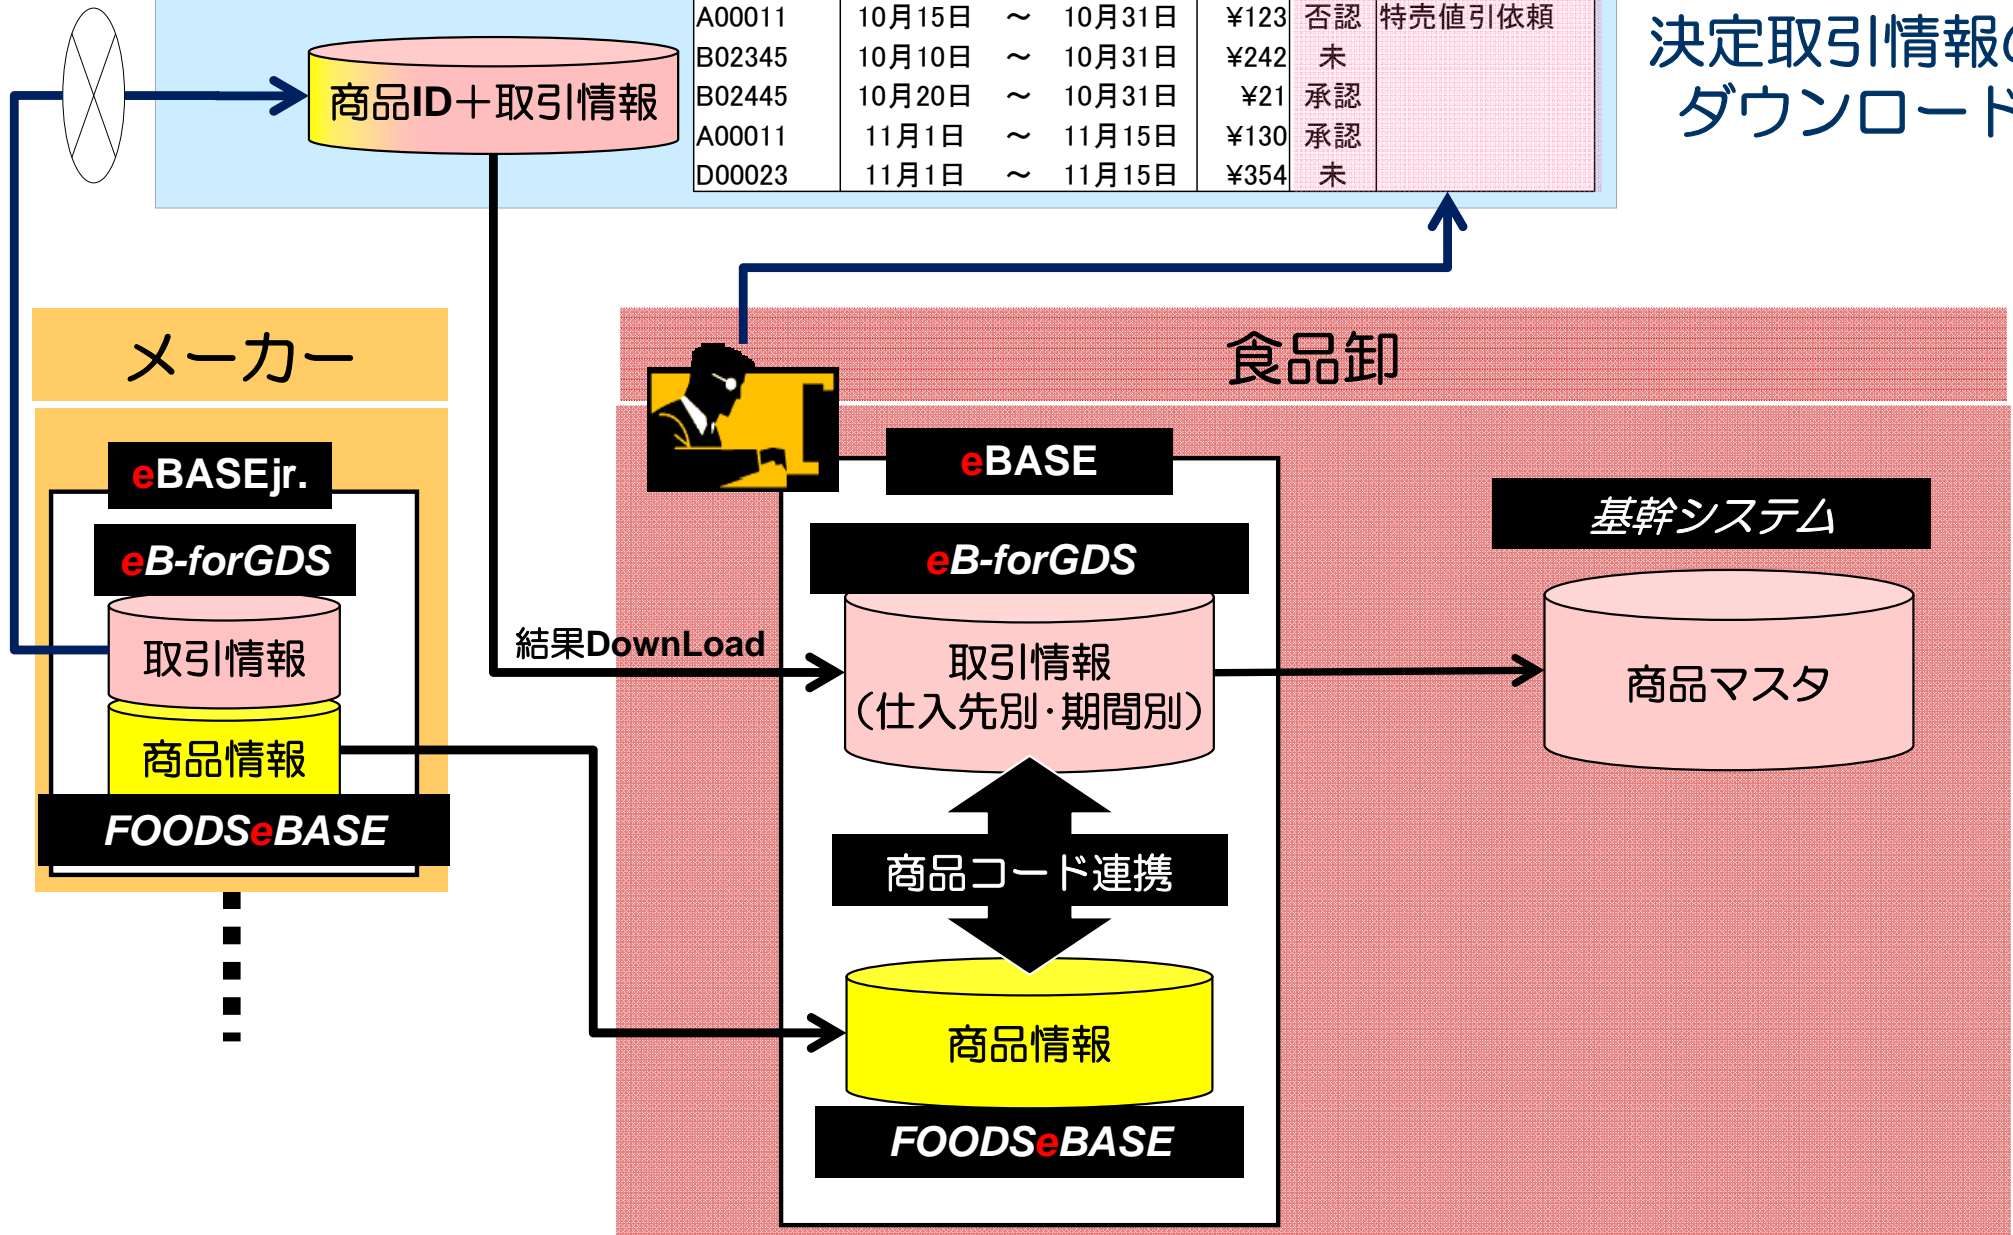 A00011 10月15日 ～ 10月31日 ¥123 否認 特売値引依頼
B02345 10月10日 ～ 10月31日 ¥242 未
B02445 10月20日 ～ 10月31日 ¥21 承認
A00011 11月1日 ～ 11月15日 ¥130 承認
D00023 11月1日 ～ 11月15日 ¥354 未
商品ID＋取引情報
決定取引情報の
ダウンロード
メーカー
食品卸
eBASEjr.
eB-forGDS
取引情報
商品情報
FOODSeBASE
結果DownLoad
eBASE
eB-forGDS
取引情報
（仕入先別・期間別）
商品コード連携
商品情報
FOODSeBASE
基幹システム
商品マスタ